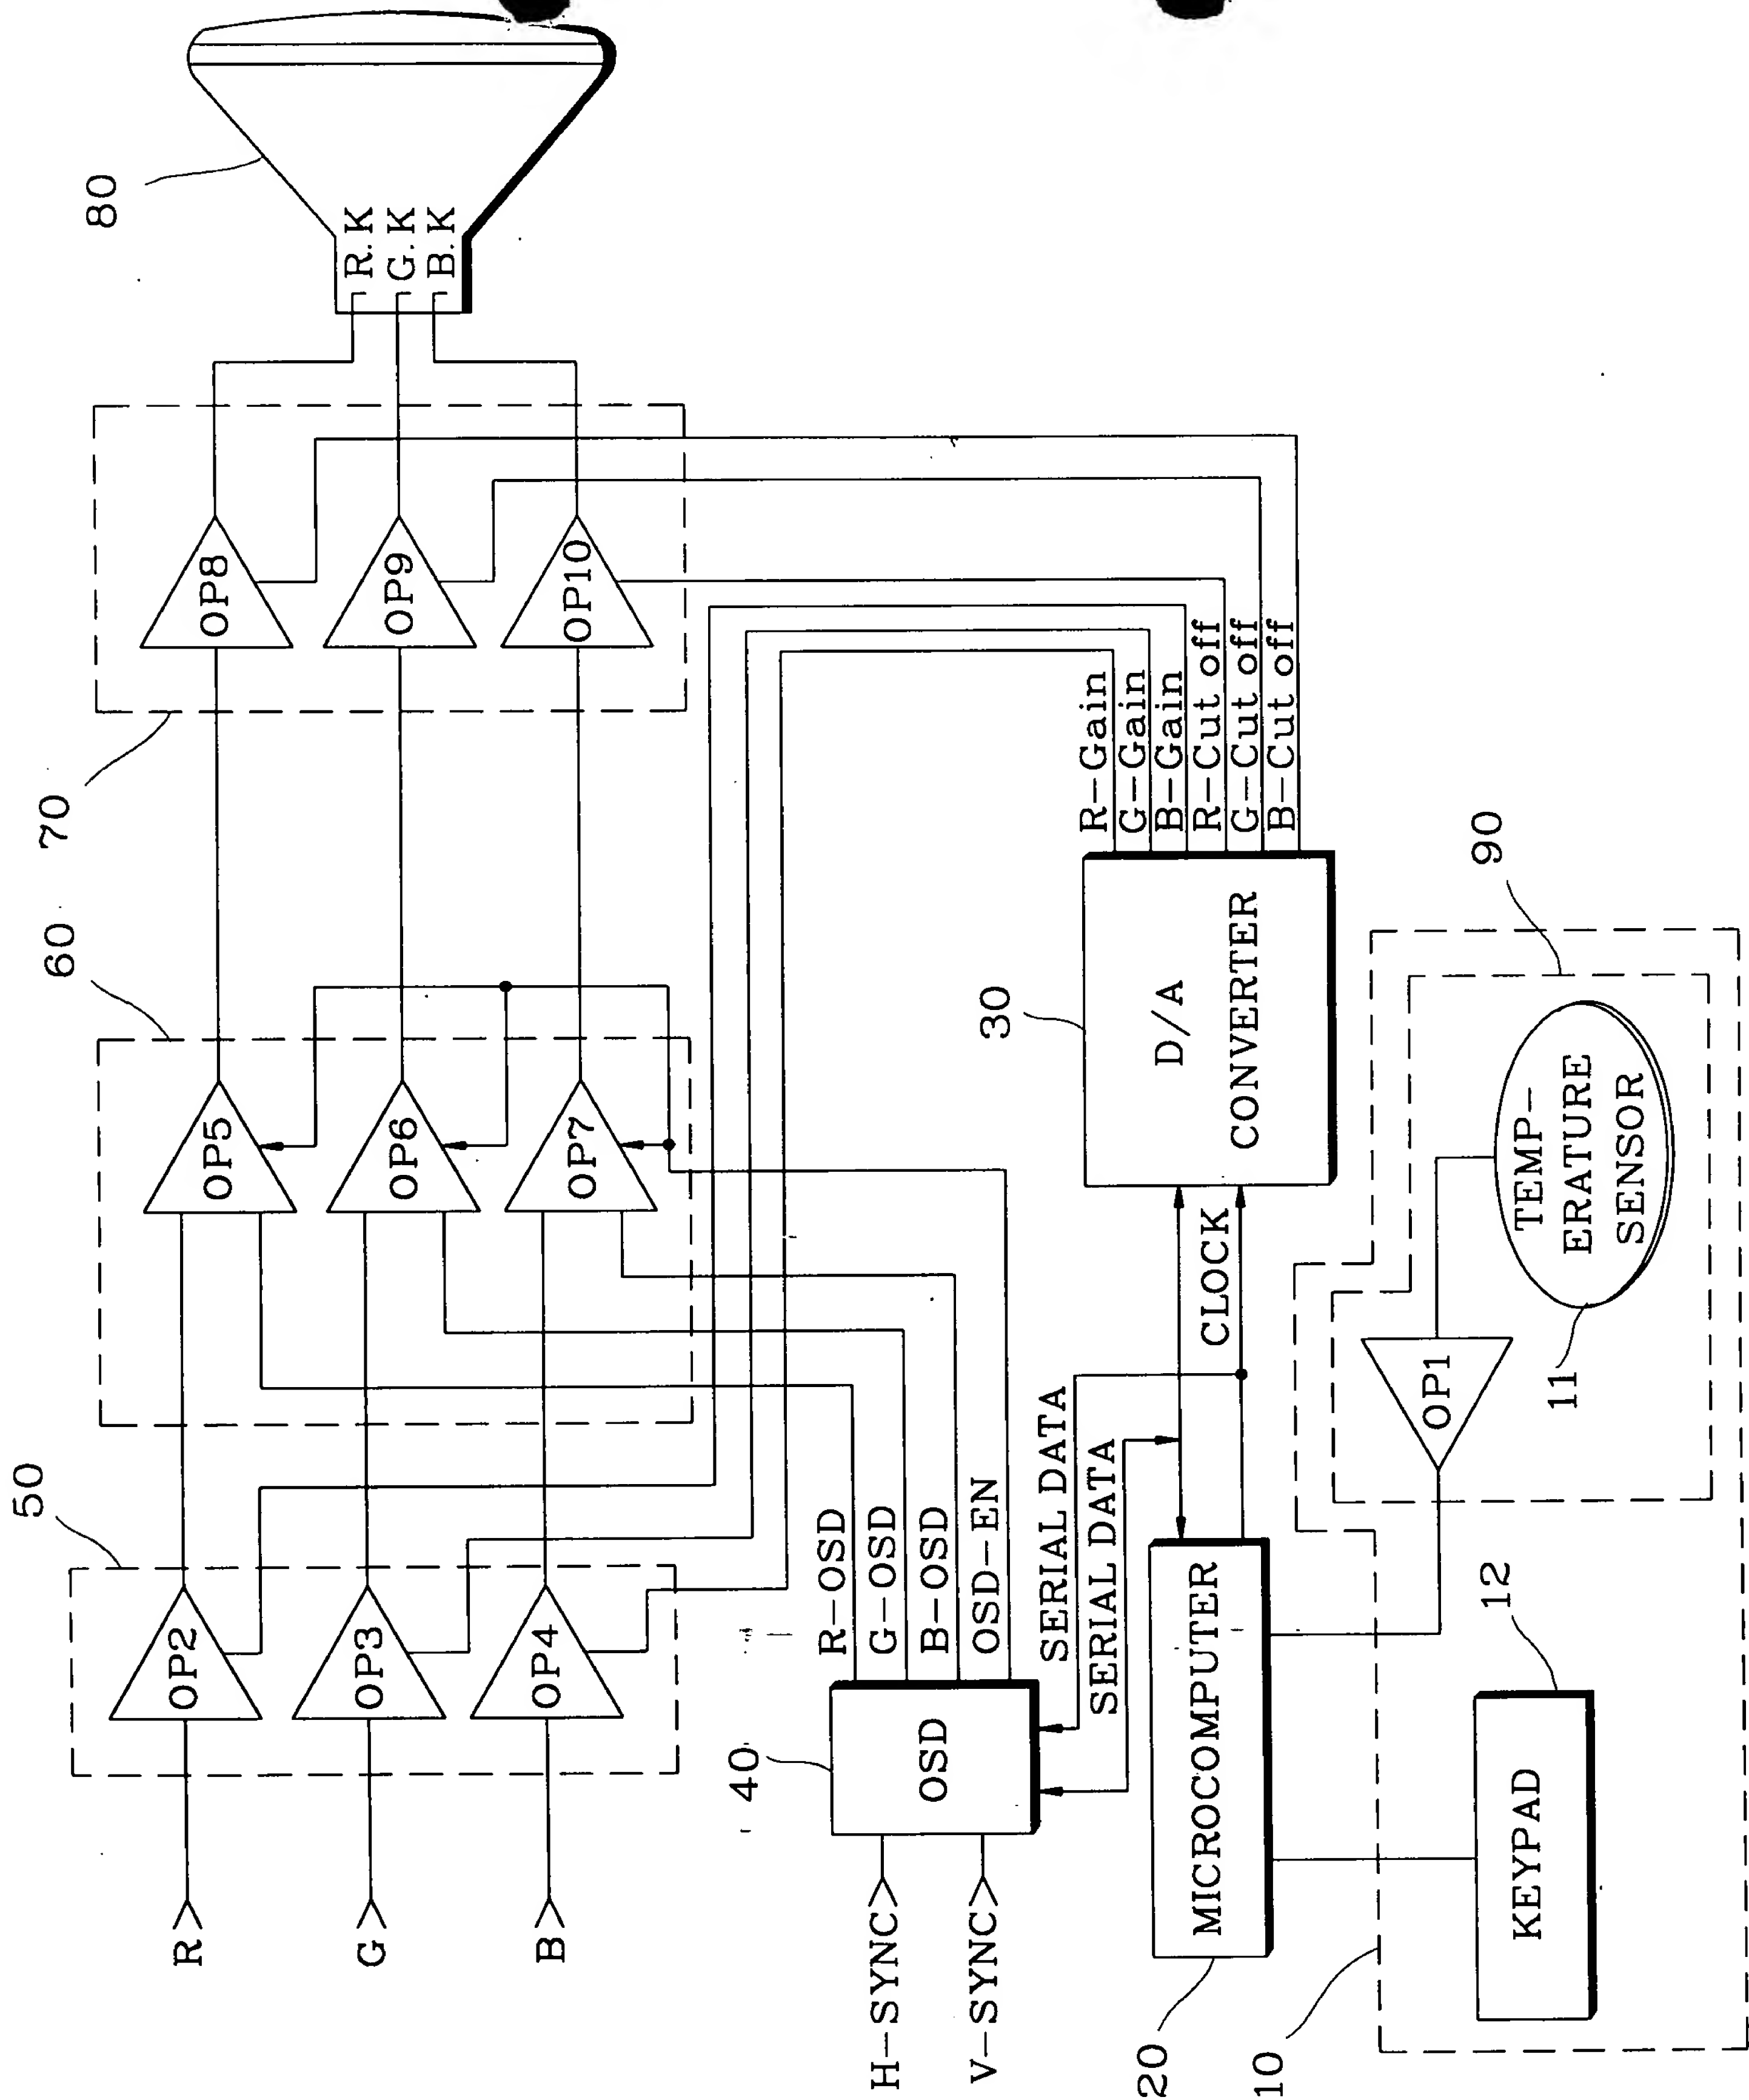 50
60
70
80
R>
G>
B>
OP2
OP3
OP4
OP5
OP6
OP7
OP8
OP9
OP10
R.K
G.K
B.K
H-SYNC>
V-SYNC>
40
OSD
R-OSD
G-OSD
B-OSD
OSD-EN
SERIAL DATA
SERIAL DATA
CLOCK
30
D/A
CONVERTER
R-Gain
G-Gain
B-Gain
R-Cut off
G-Cut off
B-Cut off
20
MICROCOMPUTER
10
KEYPAD
12
OP1
11
TEMP-
ERATURE
SENSOR
90